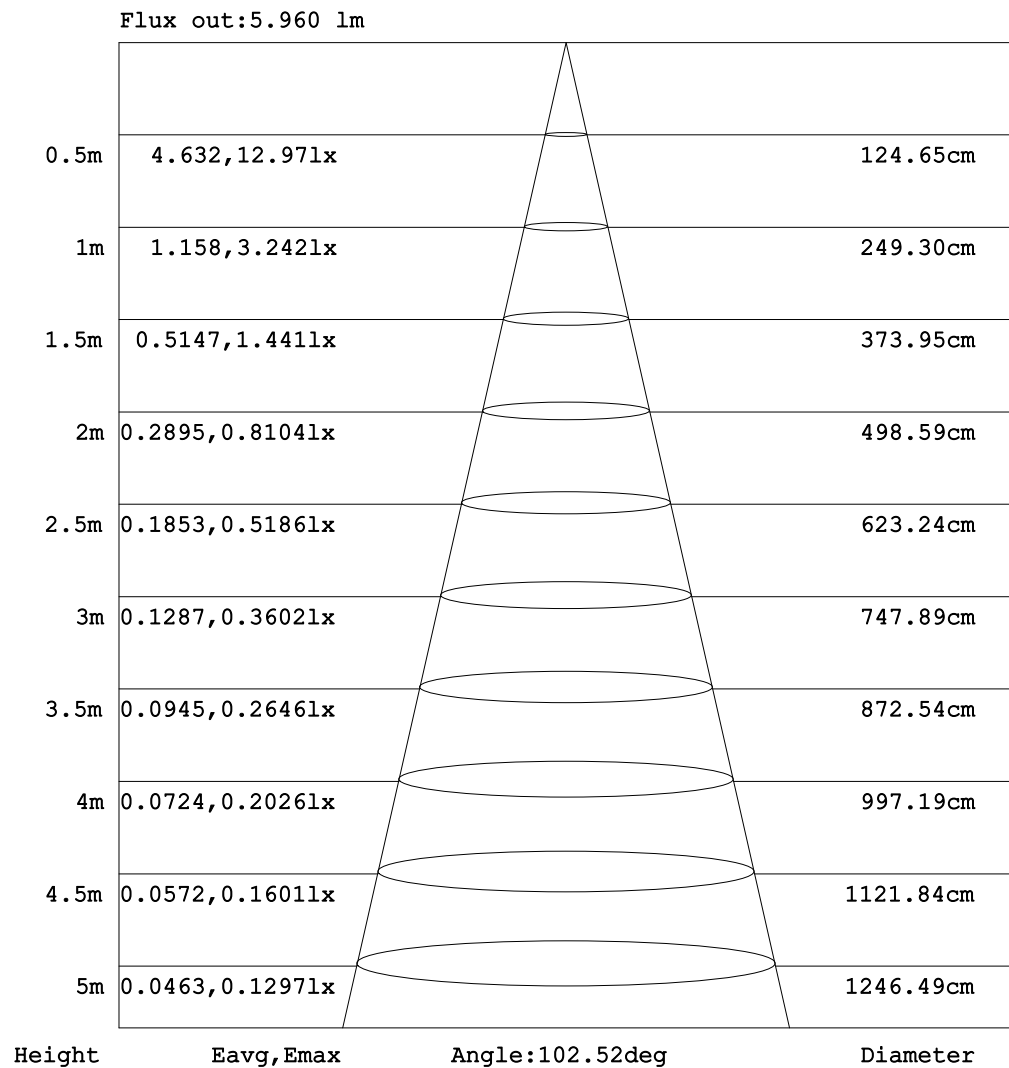 Flux out:5.960 lm
0.5m 4.632,12.97lx 124.65cm
1m 1.158,3.242lx 249.30cm
1.5m 0.5147,1.441lx 373.95cm
2m 0.2895,0.8104lx 498.59cm
2.5m 0.1853,0.5186lx 623.24cm
3m 0.1287,0.3602lx 747.89cm
3.5m 0.0945,0.2646lx 872.54cm
4m 0.0724,0.2026lx 997.19cm
4.5m 0.0572,0.1601lx 1121.84cm
5m 0.0463,0.1297lx 1246.49cm
Height Eavg,Emax Angle:102.52deg Diameter